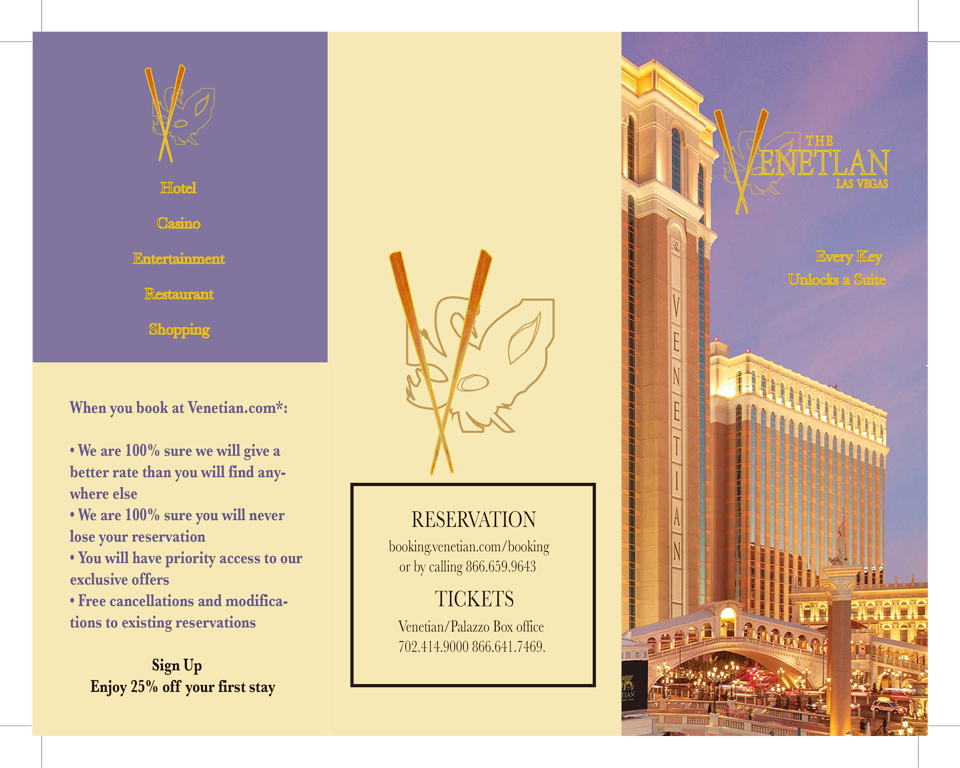 Hotel
Casino
Entertainment
Restaurant
Shopping
When you book at Venetian.com*:
• We are 100% sure we will give a
better rate than you will find any-
where else
• We are 100% sure you will never
lose your reservation
• You will have priority access to our
exclusive offers
• Free cancellations and modifica-
tions to existing reservations
Sign Up
Enjoy 25% off your first stay
RESERVATION
booking.venetian.com/booking
or by calling 866.659.9643
TICKETS
Venetian/Palazzo Box office
702.414.9000 866.641.7469.
THE
VENETLAN
LAS VEGAS
Every Key
Unlocks a Suite
The
VENETIAN